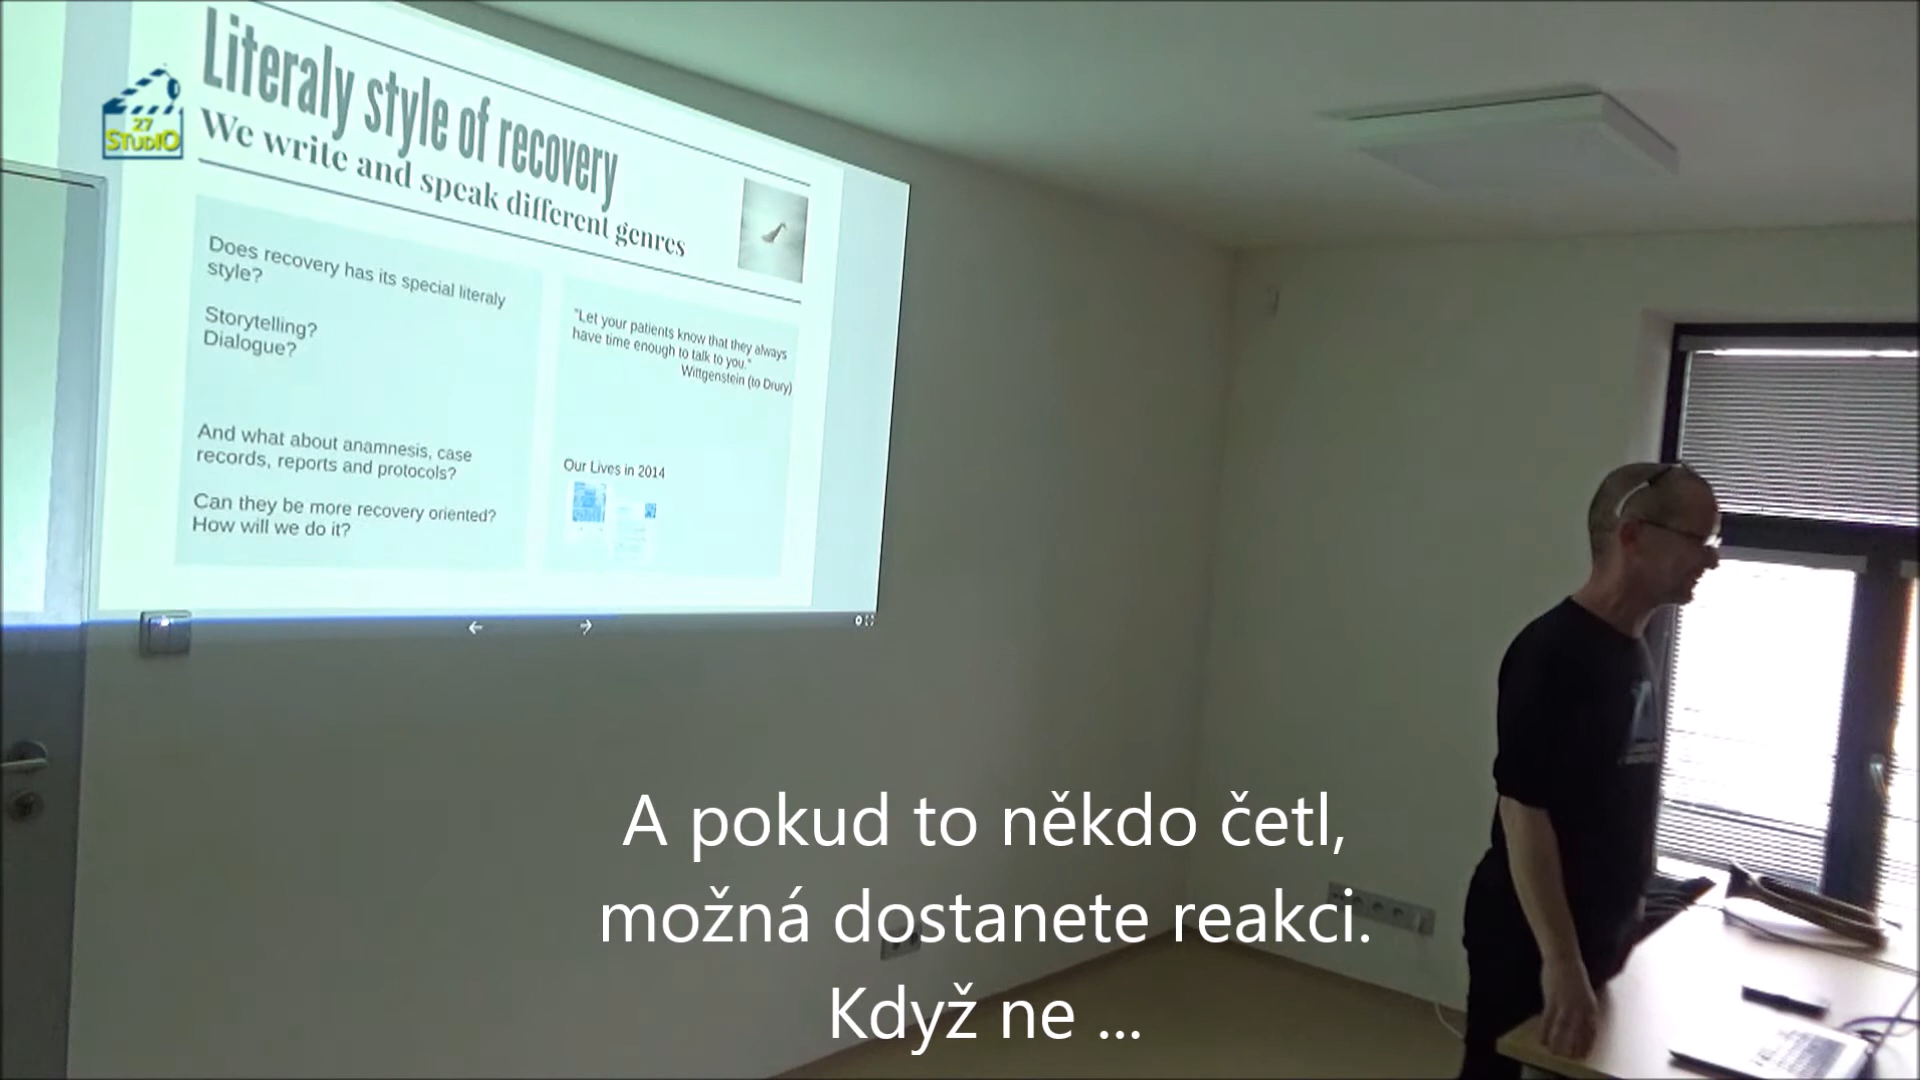 Literaly style of recovery
We write and speak different genres
27
STUDIO
Does recovery has its special literaly
style?
Storytelling?
Dialogue?
And what about anamnesis, case
records, reports and protocols?
Can they be more recovery oriented?
How will we do it?
"Let your patients know that they always
have time enough to talk to you."
Wittgenstein (to Drury)
Our Lives in 2014
A pokud to někdo četl,
možná dostanete reakci.
Když ne ...